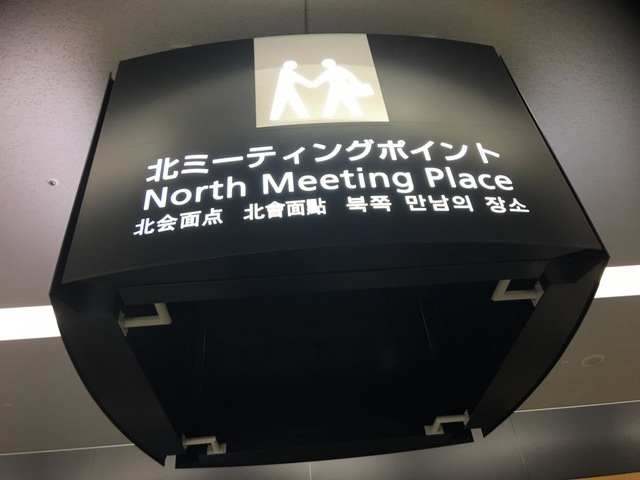 北ミーティングポイント
North Meeting Place
北会面点 北會面點 북쪽 만남의 장소